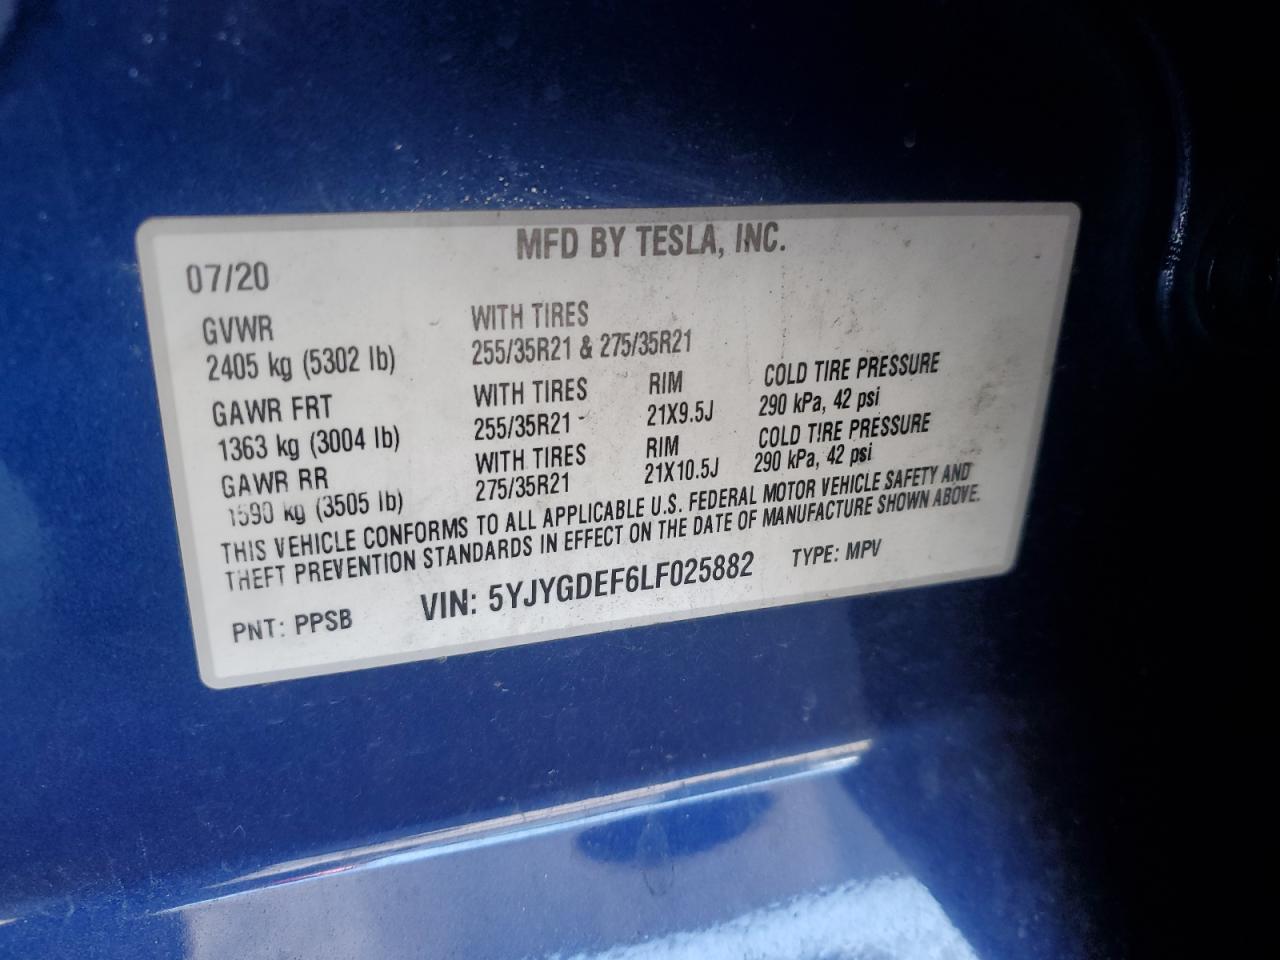 MFD BY TESLA, INC.
07/20
GVWR WITH TIRES
2405 kg (5302 lb) 255/35R21 & 275/35R21
GAWR FRT WITH TIRES RIM COLD TIRE PRESSURE
1363 kg (3004 lb) 255/35R21 21X9.5J 290 kPa, 42 psi
GAWR RR WITH TIRES RIM COLD TIRE PRESSURE
1590 kg (3505 lb) 275/35R21 21X10.5J 290 kPa, 42 psi
THIS VEHICLE CONFORMS TO ALL APPLICABLE U.S. FEDERAL MOTOR VEHICLE SAFETY AND
THEFT PREVENTION STANDARDS IN EFFECT ON THE DATE OF MANUFACTURE SHOWN ABOVE.
PNT: PPSB VIN: 5YJYGDEF6LF025882 TYPE: MPV